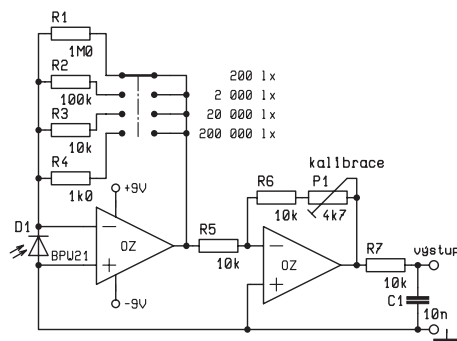 R1
1M0
R2
100k
R3
10k
R4
1k0
200 lx
2 000 lx
20 000 lx
200 000 lx
kalibrace
R6
10k
P1
4k7
+9V
D1
BPW21
−
+
OZ
-9V
R5
10k
−
+
OZ
R7
10k
výstup
C1
10n